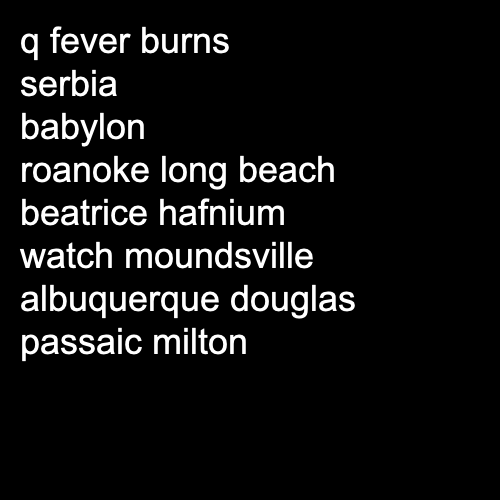 q fever burns
serbia
babylon
roanoke long beach
beatrice hafnium
watch moundsville
albuquerque douglas
passaic milton